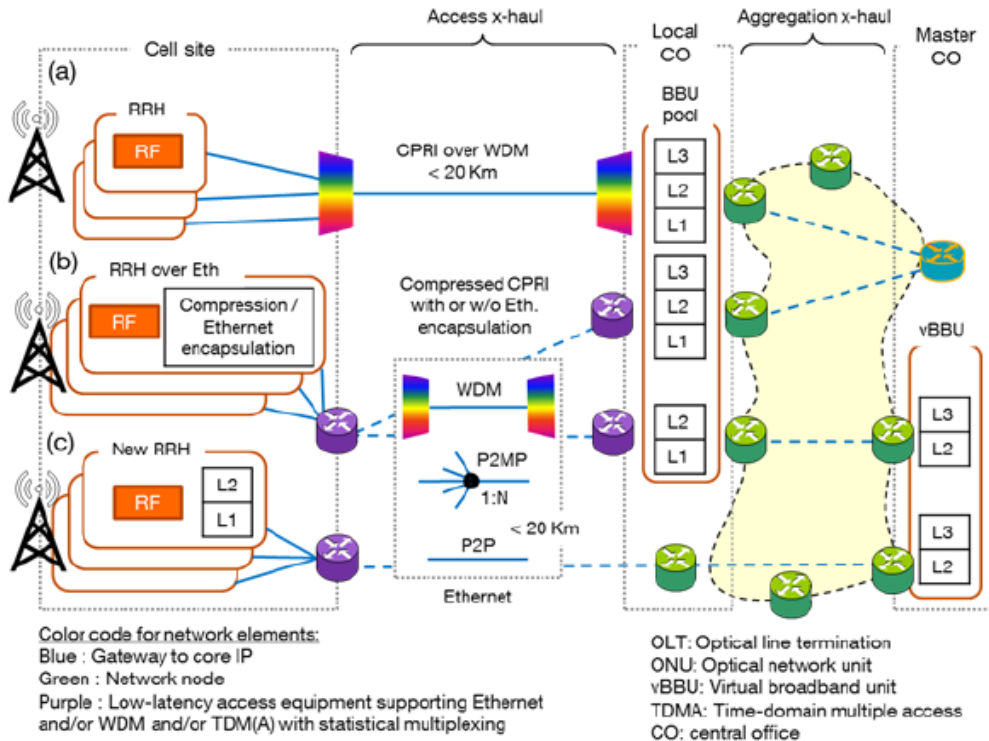 Access x-haul
Aggregation x-haul
Cell site
Local
CO
Master
CO
(a)
RRH
RF
CPRI over WDM
< 20 Km
BBU
pool
L3
L2
L1
(b)
RRH over Eth
RF
Compression /
Ethernet
encapsulation
Compressed CPRI
with or w/o Eth.
encapsulation
L3
L2
L1
vBBU
WDM
L2
L1
L3
L2
(c)
New RRH
RF
L2
L1
P2MP
1:N
< 20 Km
P2P
L3
L2
Ethernet
Color code for network elements:
Blue : Gateway to core IP
Green : Network node
Purple : Low-latency access equipment supporting Ethernet
and/or WDM and/or TDM(A) with statistical multiplexing
OLT: Optical line termination
ONU: Optical network unit
vBBU: Virtual broadband unit
TDMA: Time-domain multiple access
CO: central office